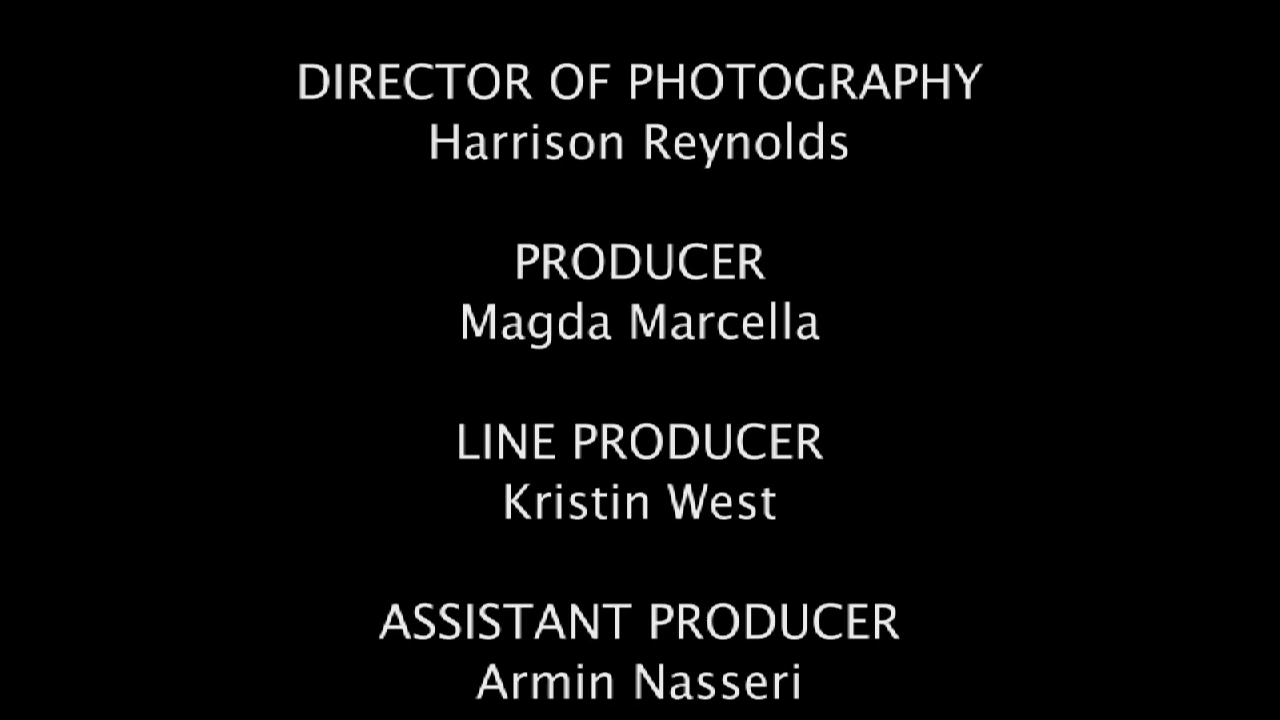 DIRECTOR OF PHOTOGRAPHY
Harrison Reynolds
PRODUCER
Magda Marcella
LINE PRODUCER
Kristin West
ASSISTANT PRODUCER
Armin Nasseri